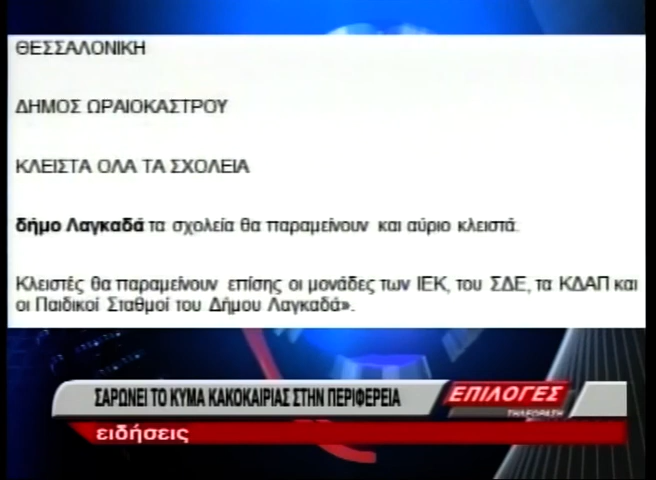 ΘΕΣΣΑΛΟΝΙΚΗ
ΔΗΜΟΣ ΩΡΑΙΟΚΑΣΤΡΟΥ
ΚΛΕΙΣΤΑ ΟΛΑ ΤΑ ΣΧΟΛΕΙΑ
δήμο Λαγκαδά τα σχολεία θα παραμείνουν και αύριο κλειστά.
Κλειστές θα παραμείνουν επίσης οι μονάδες των ΙΕΚ, του ΣΔΕ, τα ΚΔΑΠ και
οι Παιδικοί Σταθμοί του Δήμου Λαγκαδά».
ΣΑΡΩΝΕΙ ΤΟ ΚΥΜΑ ΚΑΚΟΚΑΙΡΙΑΣ ΣΤΗΝ ΠΕΡΙΦΕΡΕΙΑ
ΕΠΙΛΟΓΕΣ
ΤΗΛΕΟΡΑΣΗ
ειδήσεις